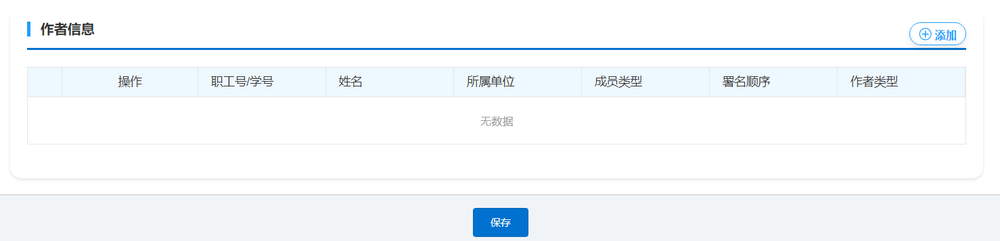 作者信息
添加
操作 职工号/学号 姓名 所属单位 成员类型 署名顺序 作者类型
无数据
保存